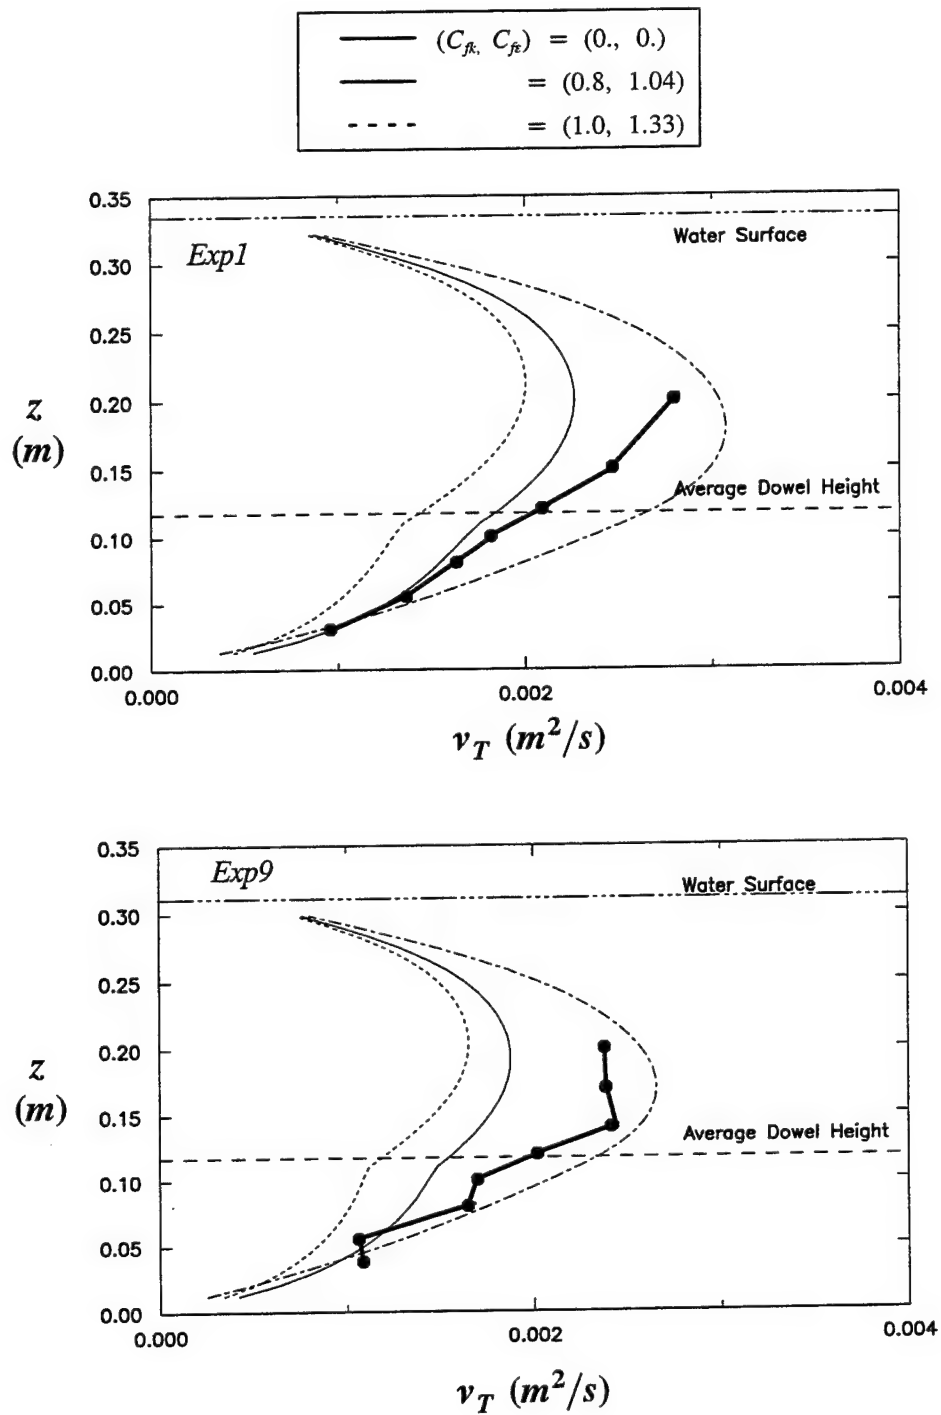 (C_fk, C_fε) = (0., 0.)
= (0.8, 1.04)
= (1.0, 1.33)
0.35
Water Surface
Exp1
0.30
0.25
0.20
z
(m)
0.15
Average Dowel Height
0.10
0.05
0.00
0.000
0.002
0.004
ν_T (m²/s)
0.35
Exp9
Water Surface
0.30
0.25
0.20
z
(m)
0.15
Average Dowel Height
0.10
0.05
0.00
0.000
0.002
0.004
ν_T (m²/s)